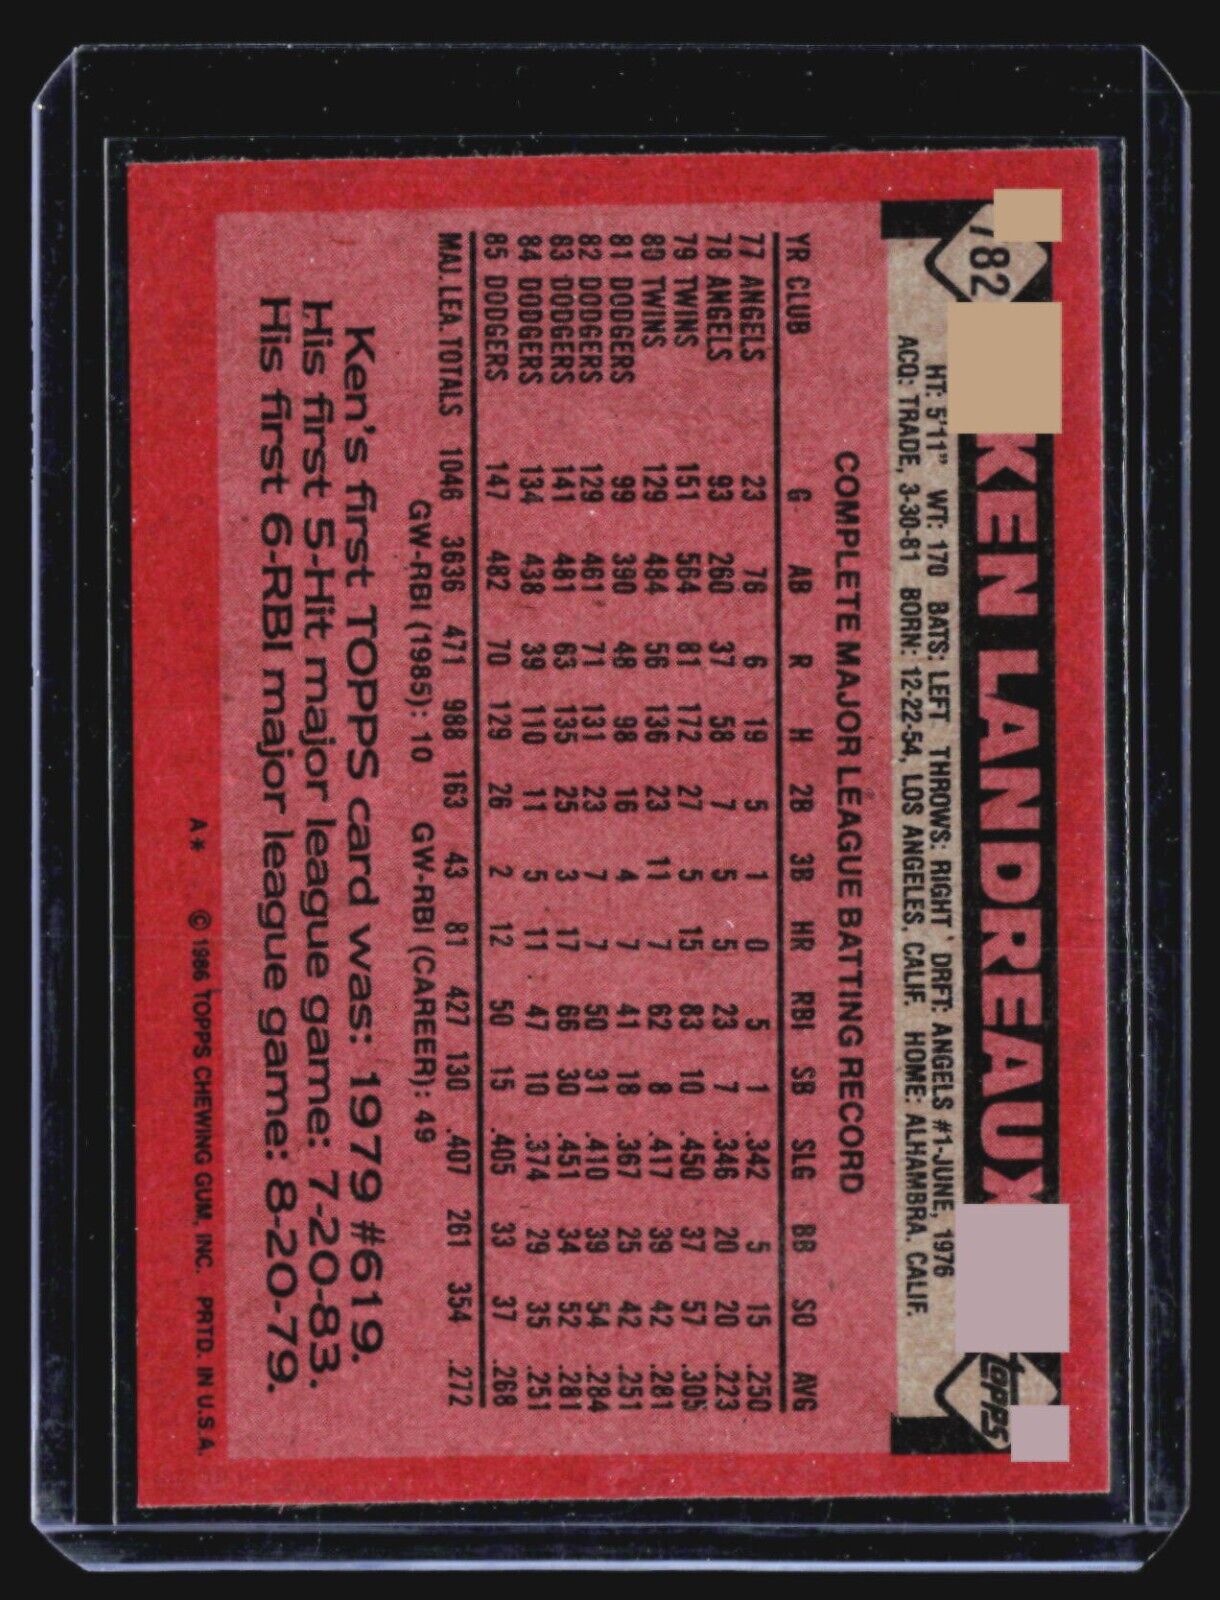 782
KEN LANDREAUX
topps
HT: 5'11" WT: 170 BATS: LEFT THROWS: RIGHT DRFT: ANGELS #1-JUNE, 1976
ACQ: TRADE, 3-30-81 BORN: 12-22-54, LOS ANGELES, CALIF. HOME: ALHAMBRA, CALIF.
COMPLETE MAJOR LEAGUE BATTING RECORD
YR CLUB G AB R H 2B 3B HR RBI SB SLG BB SO AVG
77 ANGELS 23 76 6 19 5 1 0 5 1 .342 5 15 .250
78 ANGELS 93 260 37 58 7 5 5 23 7 .346 20 20 .223
79 TWINS 151 564 81 172 27 5 15 83 10 .450 37 57 .305
80 TWINS 129 484 56 136 23 11 7 62 8 .417 39 42 .281
81 DODGERS 99 390 48 98 16 4 7 41 18 .367 25 42 .251
82 DODGERS 129 461 71 131 23 7 7 50 31 .410 39 54 .284
83 DODGERS 141 481 63 135 25 3 17 66 30 .451 34 52 .281
84 DODGERS 134 438 39 110 11 5 11 47 10 .374 29 35 .251
85 DODGERS 147 482 70 129 26 2 12 50 15 .405 33 37 .268
MAJ. LEA. TOTALS 1046 3636 471 988 163 43 81 427 130 .407 261 354 .272
GW-RBI (1985): 10 GW-RBI (CAREER): 49
Ken's first TOPPS card was: 1979 #619.
His first 5-Hit major league game: 7-20-83.
His first 6-RBI major league game: 8-20-79.
A* © 1986 TOPPS CHEWING GUM, INC. PRTD. IN U.S.A.